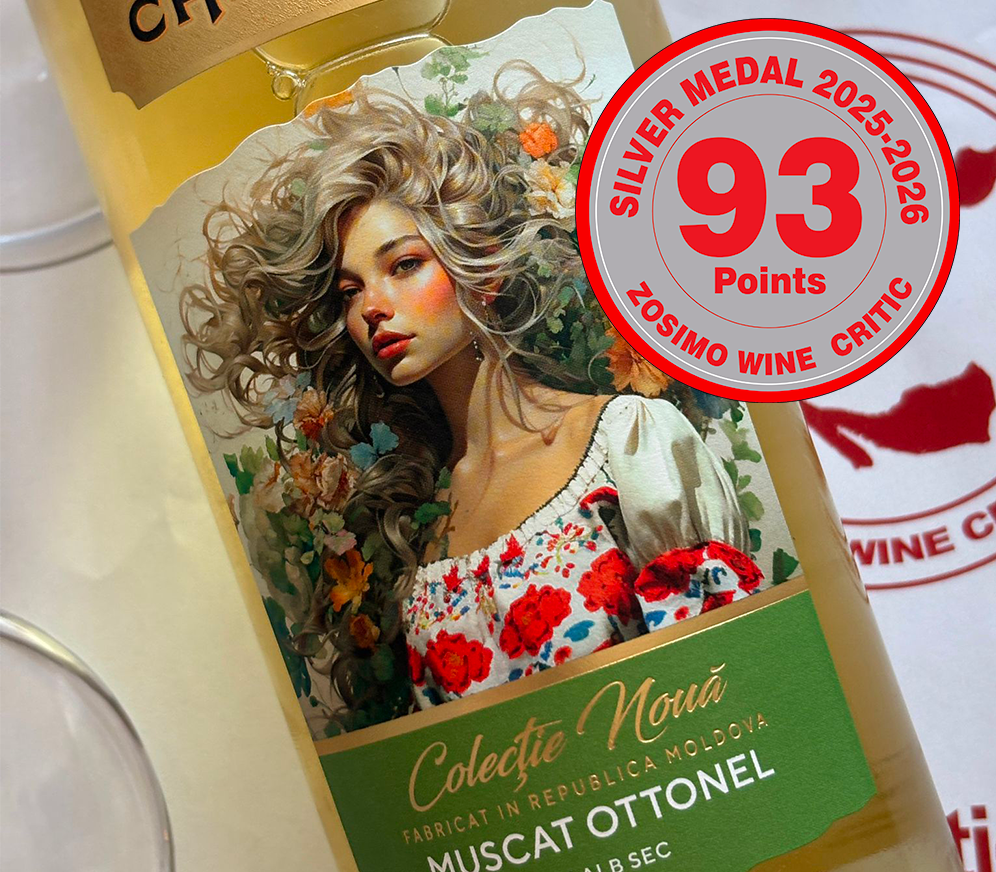 SILVER MEDAL 2025-2026
93
Points
ZOSIMO WINE CRITIC
WINE
Colecție Nouă
FABRICAT IN REPUBLICA MOLDOVA
MUSCAT OTTONEL
ALB SEC